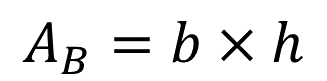 A_B = b × h